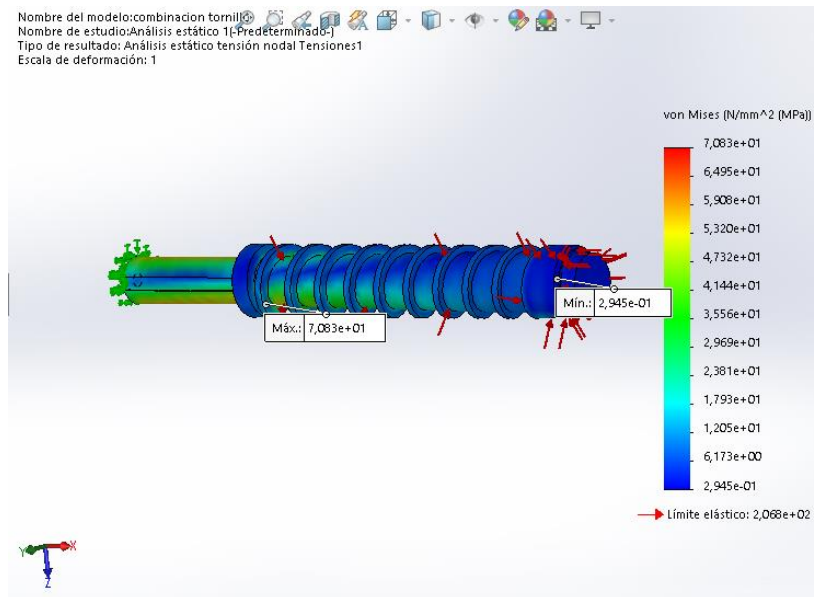 Nombre del modelo:combinacion tornillo
Nombre de estudio:Análisis estático 1(-Predeterminado-)
Tipo de resultado: Análisis estático tensión nodal Tensiones1
Escala de deformación: 1
von Mises (N/mm^2 (MPa))
7,083e+01
6,495e+01
5,908e+01
5,320e+01
4,732e+01
4,144e+01
3,556e+01
2,969e+01
2,381e+01
1,793e+01
1,205e+01
6,173e+00
2,945e-01
Límite elástico: 2,068e+02
Mín.: 2,945e-01
Máx.: 7,083e+01
Y X
Z